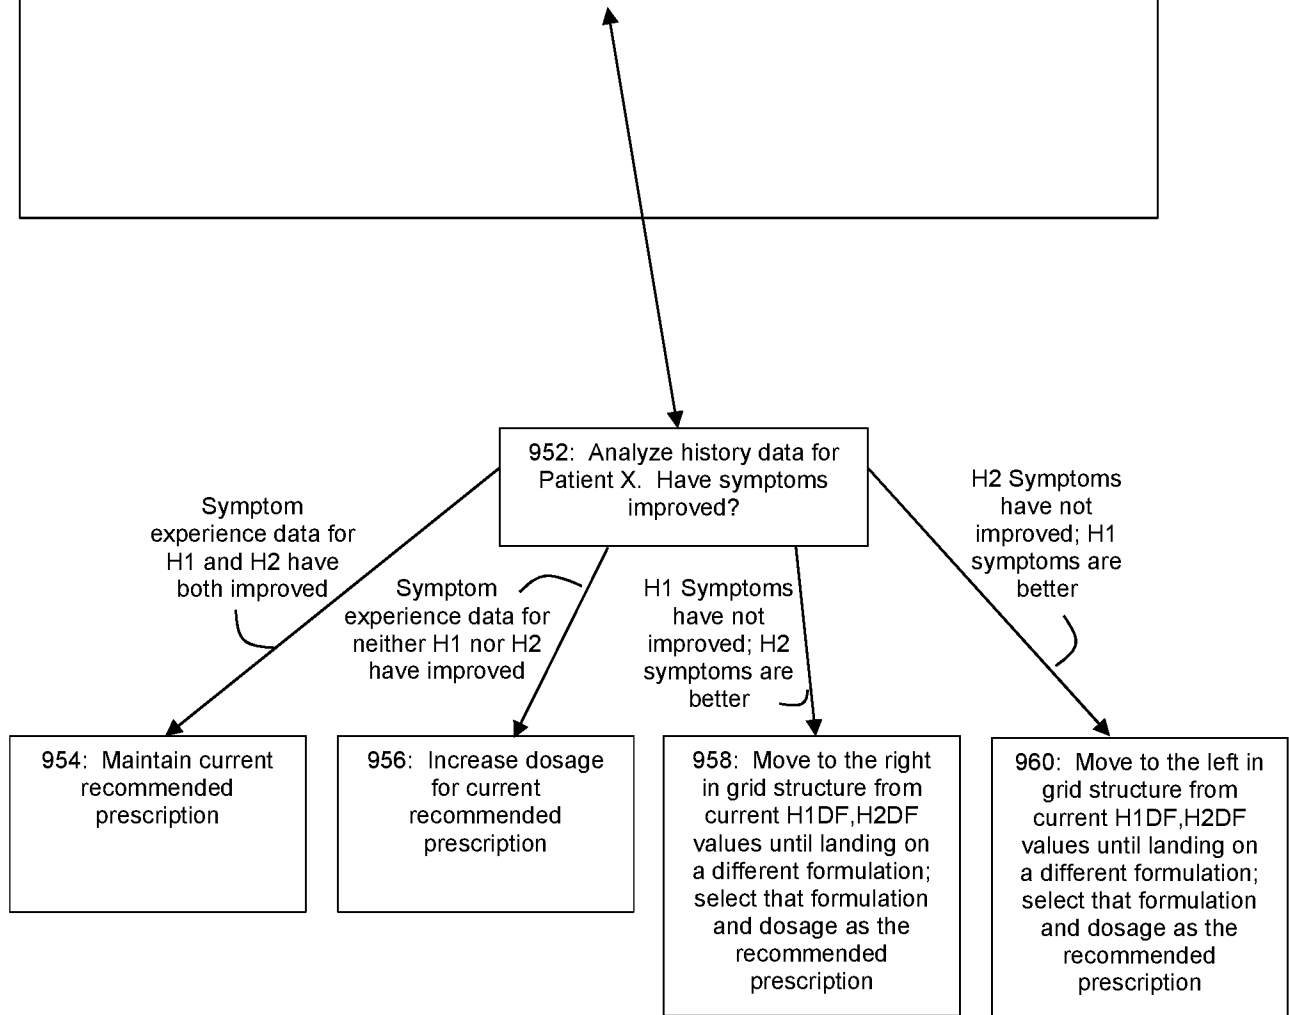 952:  Analyze history data for
Patient X.  Have symptoms
improved?
Symptom
experience data for
H1 and H2 have
both improved
Symptom
experience data for
neither H1 nor H2
have improved
H1 Symptoms
have not
improved; H2
symptoms are
better
H2 Symptoms
have not
improved; H1
symptoms are
better
954:  Maintain current
recommended
prescription
956:  Increase dosage
for current
recommended
prescription
958:  Move to the right
in grid structure from
current H1DF,H2DF
values until landing on
a different formulation;
select that formulation
and dosage as the
recommended
prescription
960:  Move to the left in
grid structure from
current H1DF,H2DF
values until landing on
a different formulation;
select that formulation
and dosage as the
recommended
prescription